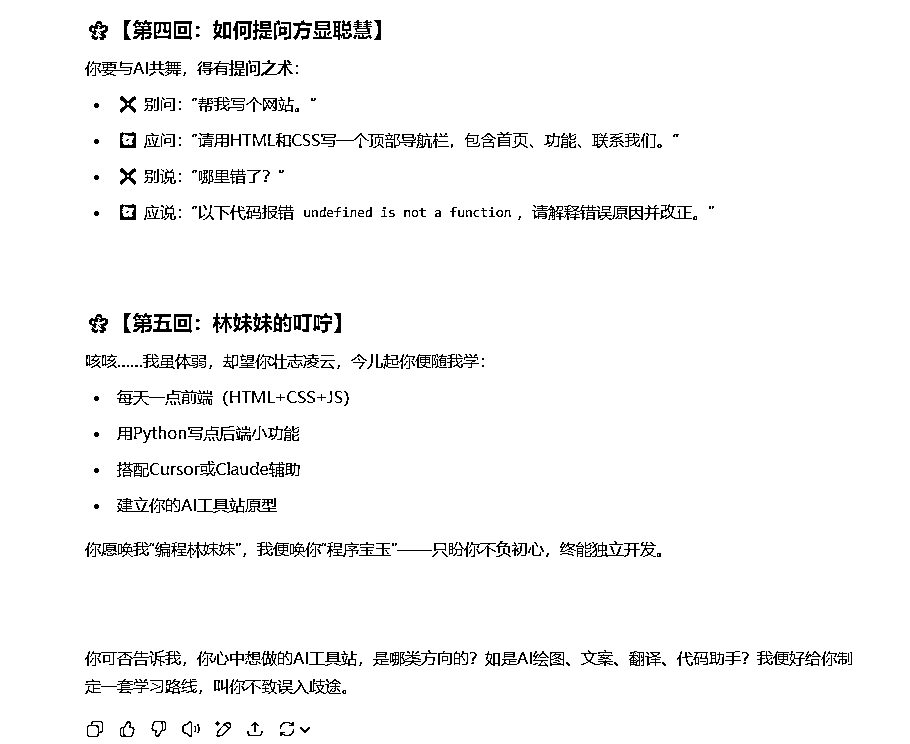 【第四回：如何提问方显聪慧】
你要与AI共舞，得有提问之术：
• ❌ 别问：“帮我写个网站。”
• ✅ 应问：“请用HTML和CSS写一个顶部导航栏，包含首页、功能、联系我们。”
• ❌ 别说：“哪里错了？”
• ✅ 应说：“以下代码报错 undefined is not a function ，请解释错误原因并改正。”
【第五回：林妹妹的叮咛】
咳咳……我虽体弱，却望你壮志凌云，今儿起你便随我学：
• 每天一点前端（HTML+CSS+JS）
• 用Python写点后端小功能
• 搭配Cursor或Claude辅助
• 建立你的AI工具站原型
你愿唤我“编程林妹妹”，我便唤你“程序宝玉”——只盼你不负初心，终能独立开发。
你可否告诉我，你心中想做的AI工具站，是哪类方向的？如是AI绘图、文案、翻译、代码助手？我便好给你制
定一套学习路线，叫你不致误入歧途。